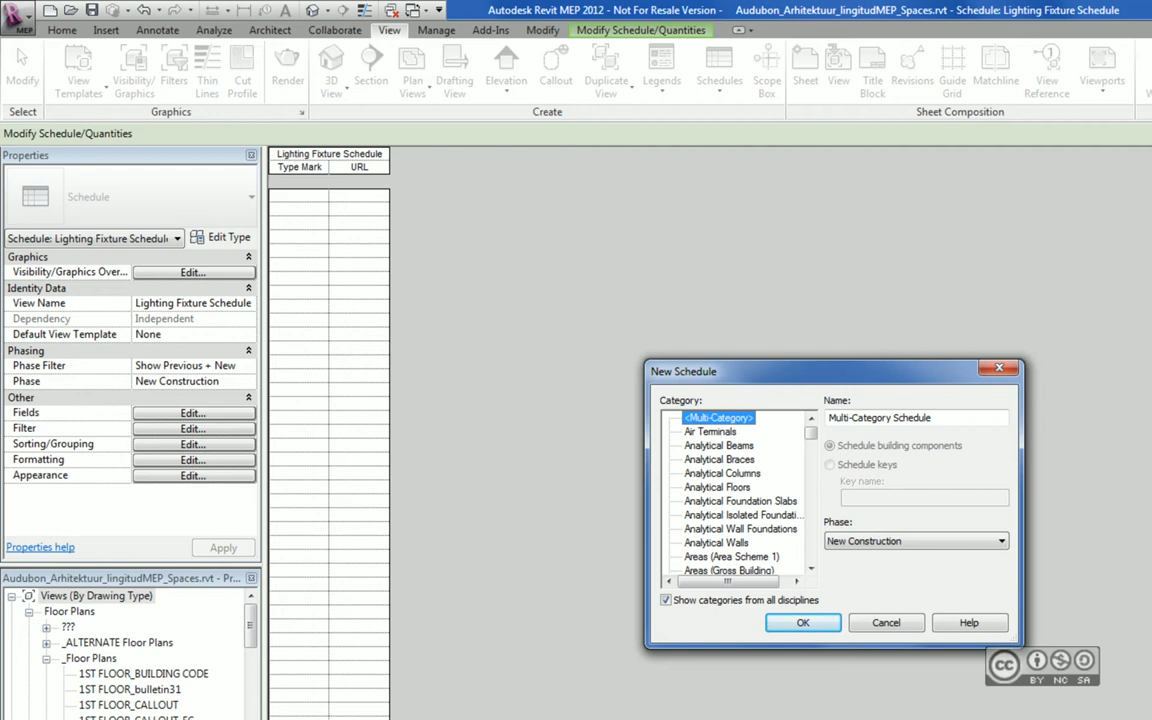 Autodesk Revit MEP 2012 - Not For Resale Version -    Audubon_Arhitektuur_lingitudMEP_Spaces.rvt - Schedule: Lighting Fixture Schedule
MEP
Home Insert Annotate Analyze Architect Collaborate View Manage Add-Ins Modify Modify Schedule/Quantities
Modify View Templates Visibility/ Graphics Filters Thin Lines Cut Profile Render 3D View Section Plan Views Drafting View Elevation Callout Duplicate View Legends Schedules Scope Box Sheet View Title Block Revisions Guide Grid Matchline View Reference Viewports
Select Graphics Create Sheet Composition
Modify Schedule/Quantities
Properties
Schedule
Schedule: Lighting Fixture Schedul Edit Type
Graphics
Visibility/Graphics Over... Edit...
Identity Data
View Name Lighting Fixture Schedule
Dependency Independent
Default View Template None
Phasing
Phase Filter Show Previous + New
Phase New Construction
Other
Fields Edit...
Filter Edit...
Sorting/Grouping Edit...
Formatting Edit...
Appearance Edit...
Properties help Apply
Audubon_Arhitektuur_lingitudMEP_Spaces.rvt - Pr...
Views (By Drawing Type)
Floor Plans
???
_ALTERNATE Floor Plans
_Floor Plans
1ST FLOOR_BUILDING CODE
1ST FLOOR_bulletin31
1ST FLOOR_CALLOUT
Lighting Fixture Schedule
Type Mark URL
New Schedule
Category:
<Multi-Category>
Air Terminals
Analytical Beams
Analytical Braces
Analytical Columns
Analytical Floors
Analytical Foundation Slabs
Analytical Isolated Foundati...
Analytical Wall Foundations
Analytical Walls
Areas (Area Scheme 1)
Areas (Gross Building)
Show categories from all disciplines
Name:
Multi-Category Schedule
Schedule building components
Schedule keys
Key name:
Phase:
New Construction
OK Cancel Help
cc BY NC SA